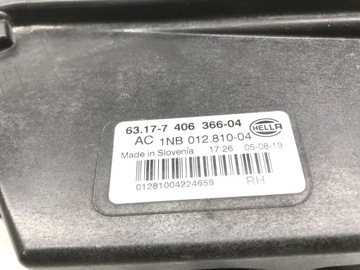 63.17-7 406 366-04
AC 1NB 012.810-04
HELLA
Made in Slovenia 17:26 05-08-19
01281004224659 RH